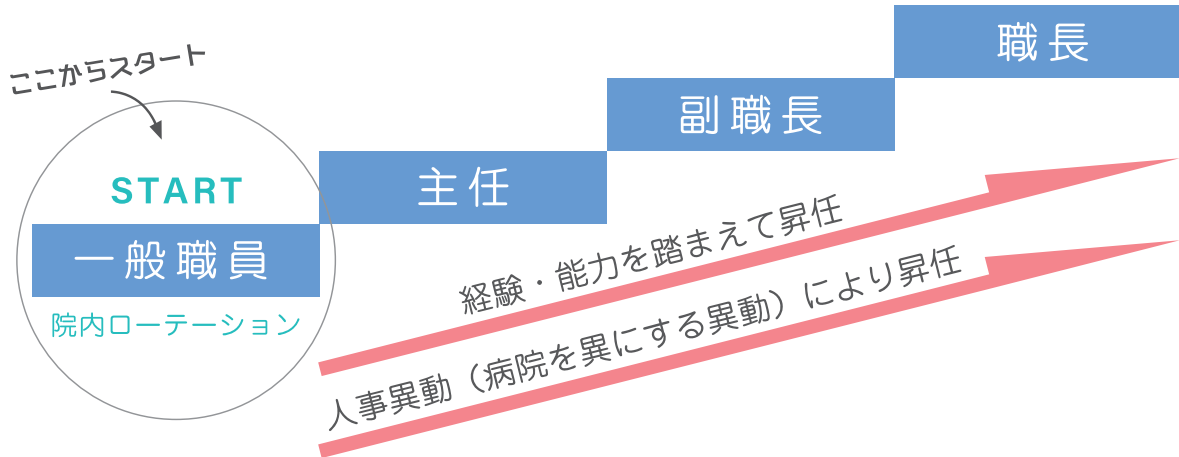 ここからスタート
START
一般職員
院内ローテーション
主任
副職長
職長
経験・能力を踏まえて昇任
人事異動（病院を異にする異動）により昇任